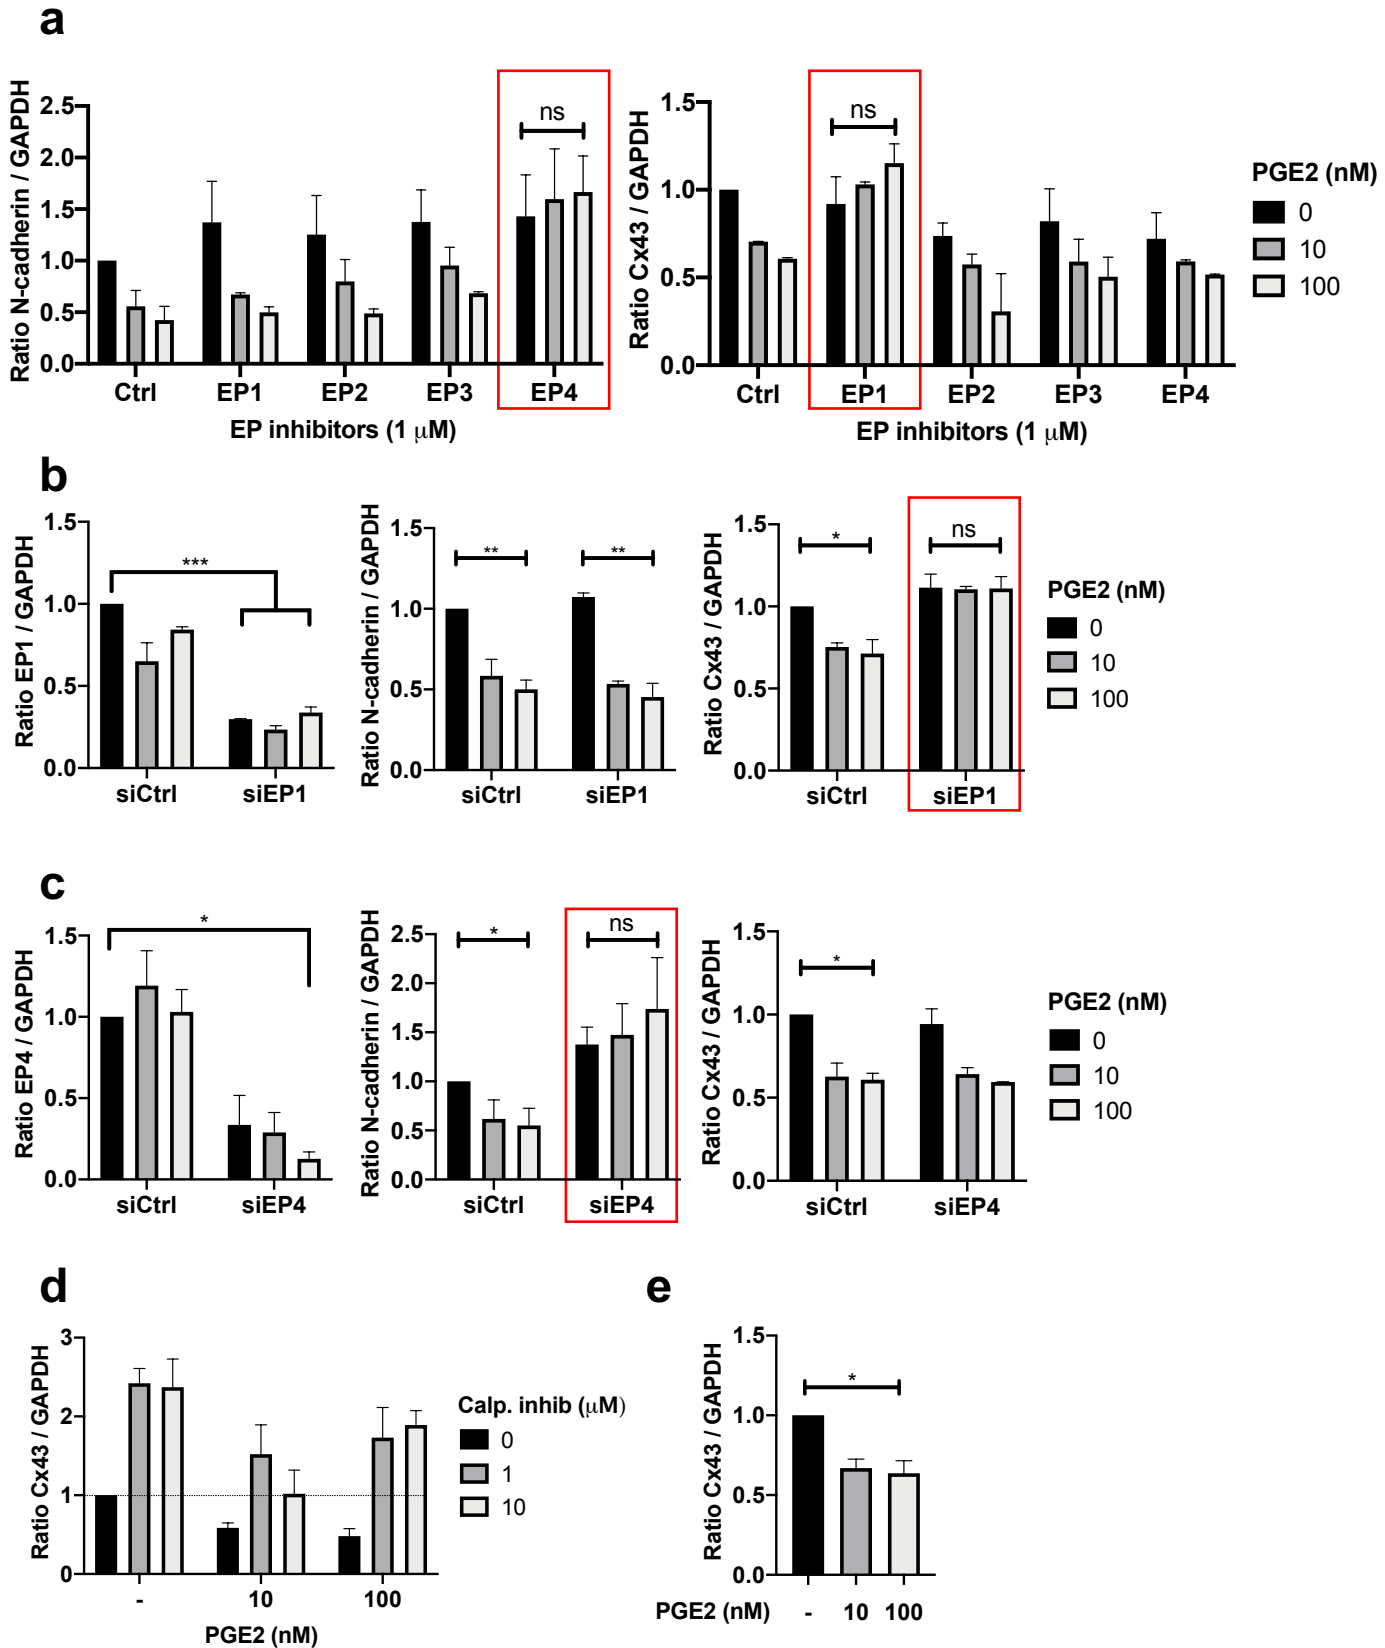 a
Ratio N-cadherin / GAPDH
2.5
2.0
1.5
1.0
0.5
0.0
ns
Ctrl EP1 EP2 EP3 EP4
EP inhibitors (1 μM)
Ratio Cx43 / GAPDH
1.5
1.0
0.5
0.0
ns
Ctrl EP1 EP2 EP3 EP4
EP inhibitors (1 μM)
PGE2 (nM)
0
10
100
b
Ratio EP1 / GAPDH
1.5
1.0
0.5
0.0
***
siCtrl siEP1
Ratio N-cadherin / GAPDH
1.5
1.0
0.5
0.0
** **
siCtrl siEP1
Ratio Cx43 / GAPDH
1.5
1.0
0.5
0.0
* ns
siCtrl siEP1
PGE2 (nM)
0
10
100
c
Ratio EP4 / GAPDH
1.5
1.0
0.5
0.0
*
siCtrl siEP4
Ratio N-cadherin / GAPDH
2.5
2.0
1.5
1.0
0.5
0.0
* ns
siCtrl siEP4
Ratio Cx43 / GAPDH
1.5
1.0
0.5
0.0
*
siCtrl siEP4
PGE2 (nM)
0
10
100
d
Ratio Cx43 / GAPDH
3
2
1
0
- 10 100
PGE2 (nM)
Calp. inhib (μM)
0
1
10
e
Ratio Cx43 / GAPDH
1.5
1.0
0.5
0.0
*
PGE2 (nM) - 10 100